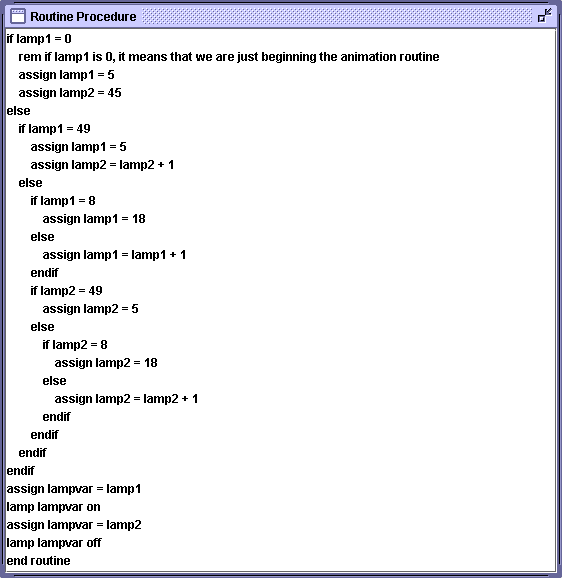 Routine Procedure
if lamp1 = 0
rem if lamp1 is 0, it means that we are just beginning the animation routine
assign lamp1 = 5
assign lamp2 = 45
else
if lamp1 = 49
assign lamp1 = 5
assign lamp2 = lamp2 + 1
else
if lamp1 = 8
assign lamp1 = 18
else
assign lamp1 = lamp1 + 1
endif
if lamp2 = 49
assign lamp2 = 5
else
if lamp2 = 8
assign lamp2 = 18
else
assign lamp2 = lamp2 + 1
endif
endif
endif
endif
assign lampvar = lamp1
lamp lampvar on
assign lampvar = lamp2
lamp lampvar off
end routine